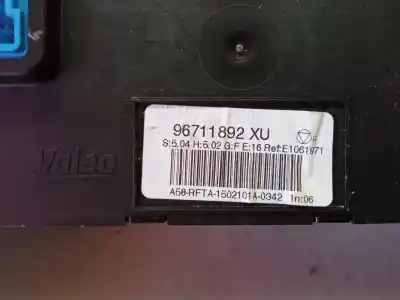 96711892 XU
S:5.04 H:5.02 G:F E:16 Ref:E1061971
Valeo
A58-RFTA-1502101A-0342 In:06